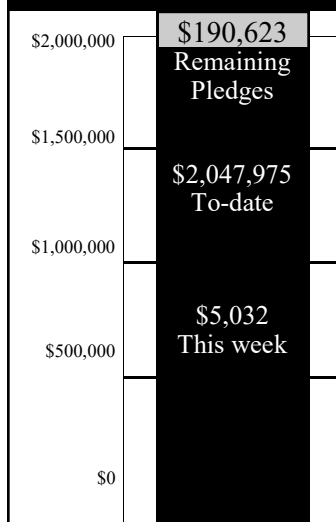 $2,000,000
$190,623
Remaining
Pledges
$1,500,000
$2,047,975
To-date
$1,000,000
$5,032
This week
$500,000
$0